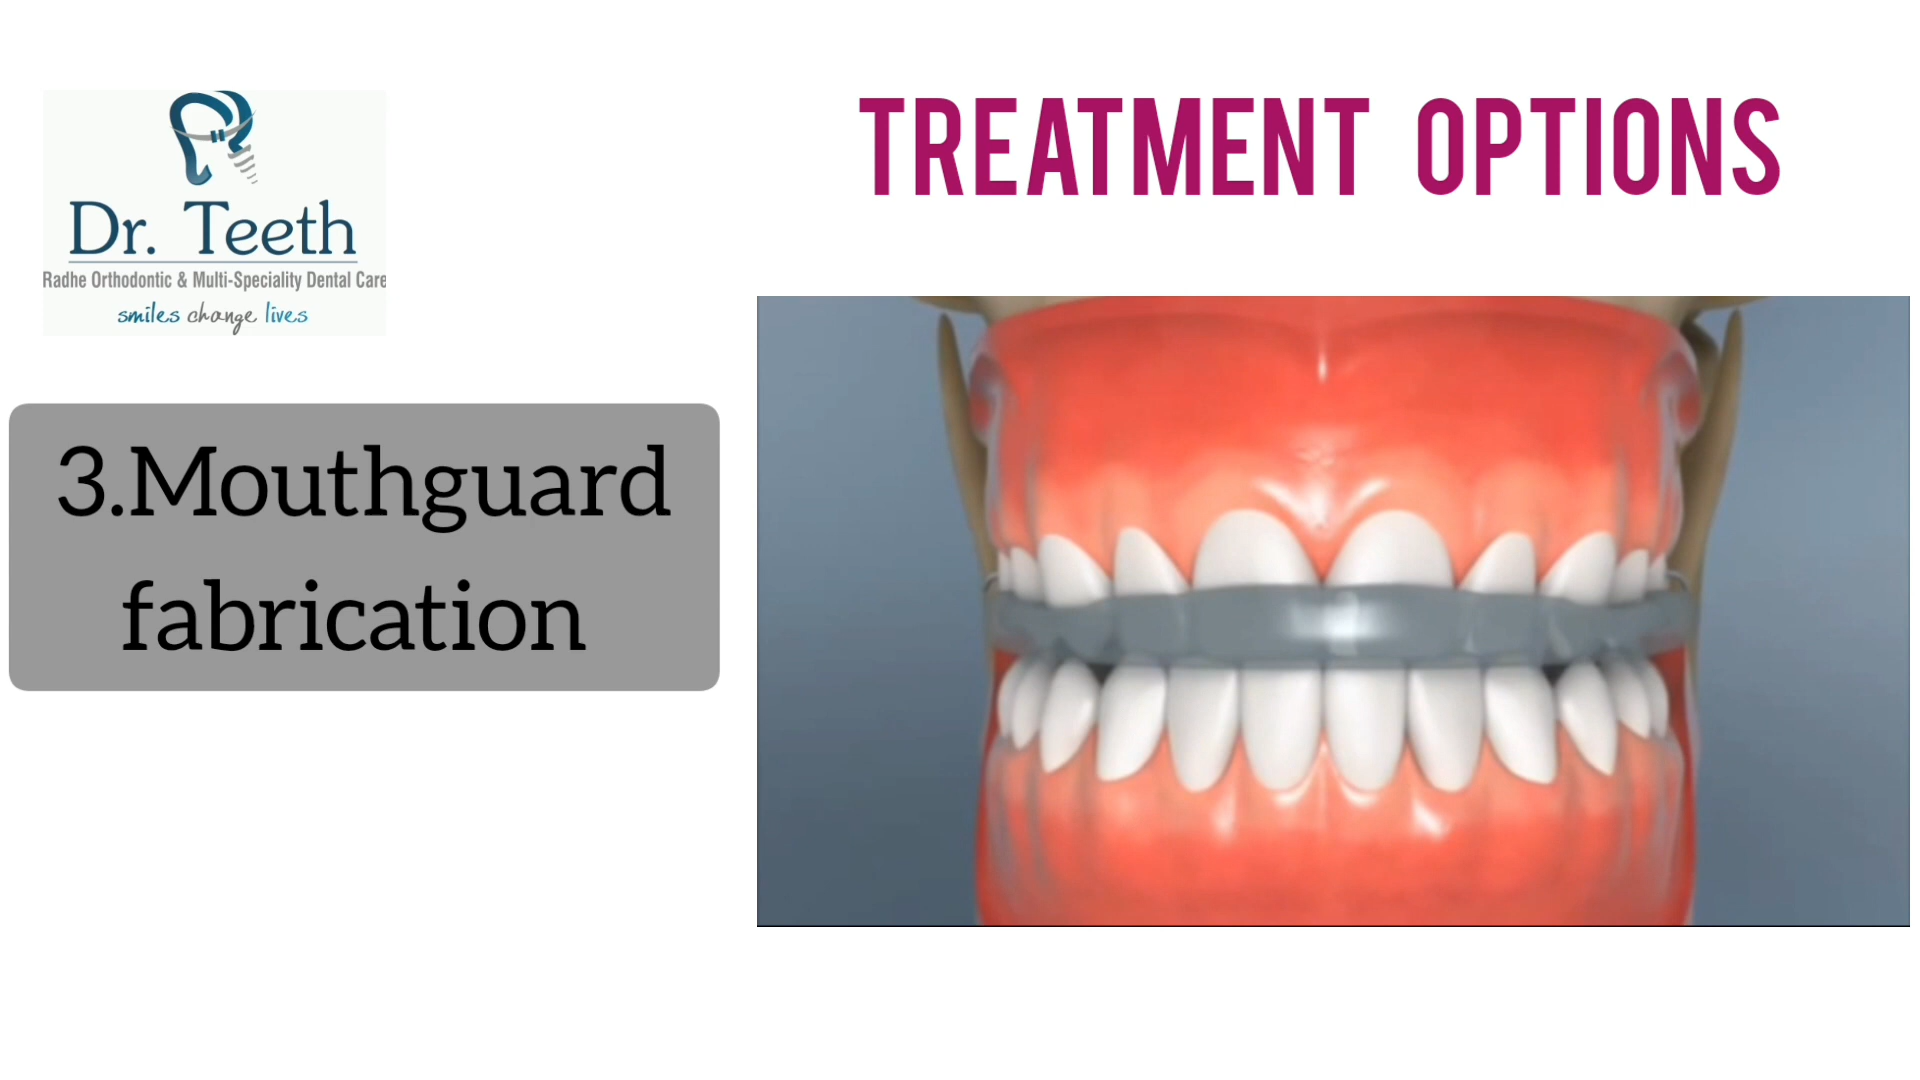 Dr. Teeth
Radhe Orthodontic & Multi-Speciality Dental Care
smiles change lives
TREATMENT OPTIONS
3.Mouthguard
fabrication